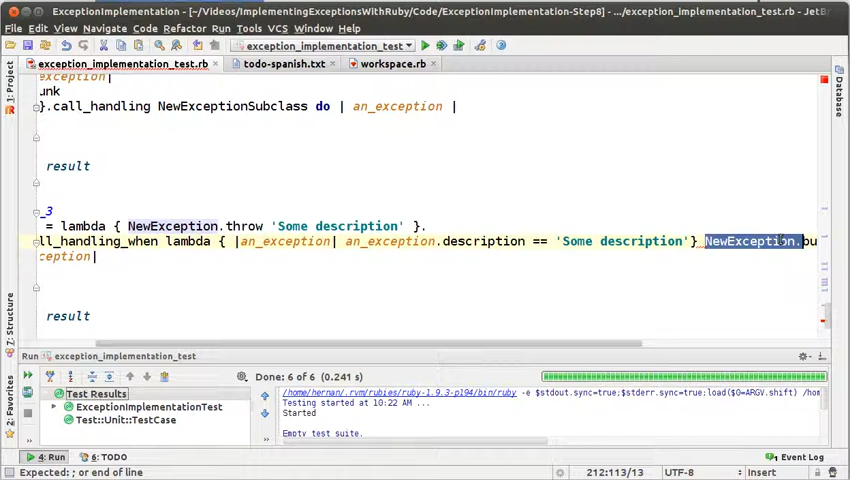 ExceptionImplementation - [~/Videos/ImplementingExceptionsWithRuby/Code/ExceptionImplementation-Step8] - .../exception_implementation_test.rb - JetBr
File Edit View Navigate Code Refactor Run Tools VCS Window Help
exception_implementation_test
exception_implementation_test.rb todo-spanish.txt workspace.rb
1: Project
Database
xception|
unk
}.call_handling NewExceptionSubclass do | an_exception |
result
_3
= lambda { NewException.throw 'Some description' }.
ll_handling_when lambda { |an_exception| an_exception.description == 'Some description'} NewException.bu
ception|
result
7: Structure
2: Favorites
Run exception_implementation_test
Done: 6 of 6 (0.241 s)
Test Results
ExceptionImplementationTest
Test::Unit::TestCase
/home/hernan/.rvm/rubies/ruby-1.9.3-p194/bin/ruby -e $stdout.sync=true;$stderr.sync=true;load($0=ARGV.shift) /ho
Testing started at 10:22 AM ...
Started
Empty test suite.
4: Run 6: TODO Event Log
Expected: ; or end of line 212:113/13 UTF-8 Insert